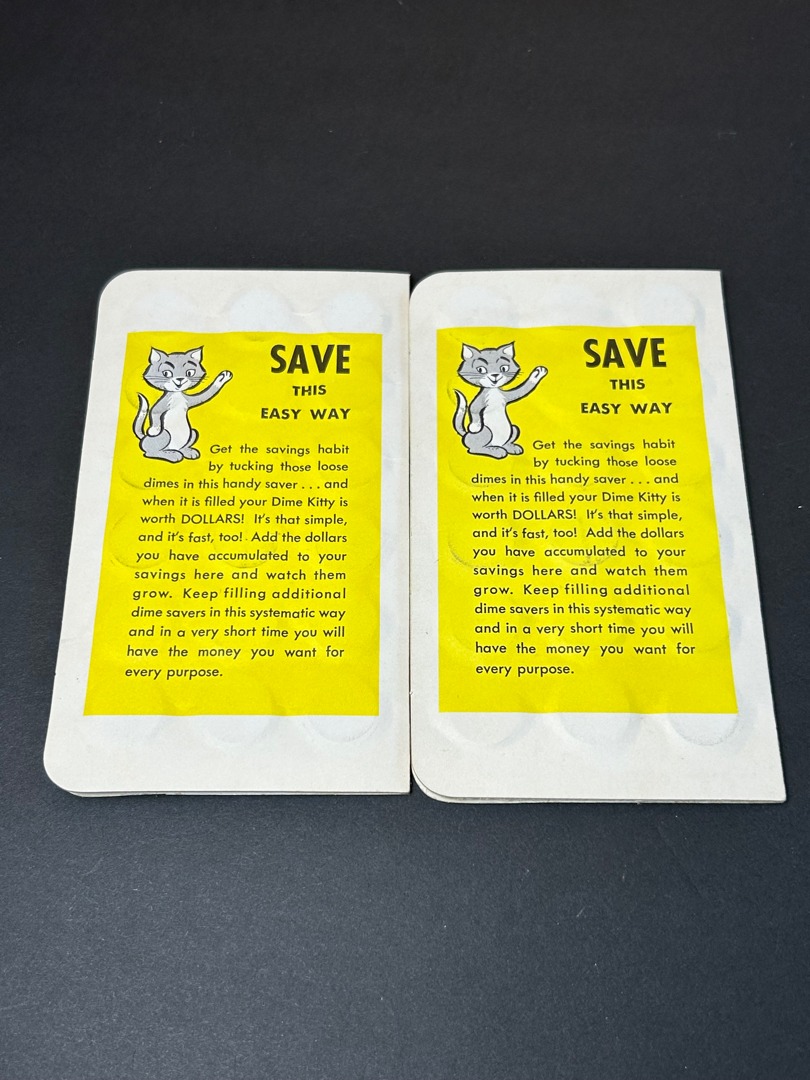 SAVE
THIS
EASY WAY
Get the savings habit
by tucking those loose
dimes in this handy saver . . . and
when it is filled your Dime Kitty is
worth DOLLARS! It's that simple,
and it's fast, too! Add the dollars
you have accumulated to your
savings here and watch them
grow. Keep filling additional
dime savers in this systematic way
and in a very short time you will
have the money you want for
every purpose.
SAVE
THIS
EASY WAY
Get the savings habit
by tucking those loose
dimes in this handy saver . . . and
when it is filled your Dime Kitty is
worth DOLLARS! It's that simple,
and it's fast, too! Add the dollars
you have accumulated to your
savings here and watch them
grow. Keep filling additional
dime savers in this systematic way
and in a very short time you will
have the money you want for
every purpose.